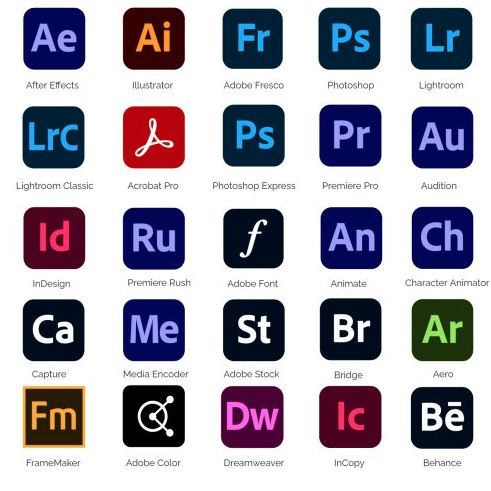 Ae Ai Fr Ps Lr
After Effects Illustrator Adobe Fresco Photoshop Lightroom
LrC Ps Pr Au
Lightroom Classic Acrobat Pro Photoshop Express Premiere Pro Audition
Id Ru f An Ch
InDesign Premiere Rush Adobe Font Animate Character Animator
Ca Me St Br Ar
Capture Media Encoder Adobe Stock Bridge Aero
Fm Dw Ic Bē
FrameMaker Adobe Color Dreamweaver InCopy Behance